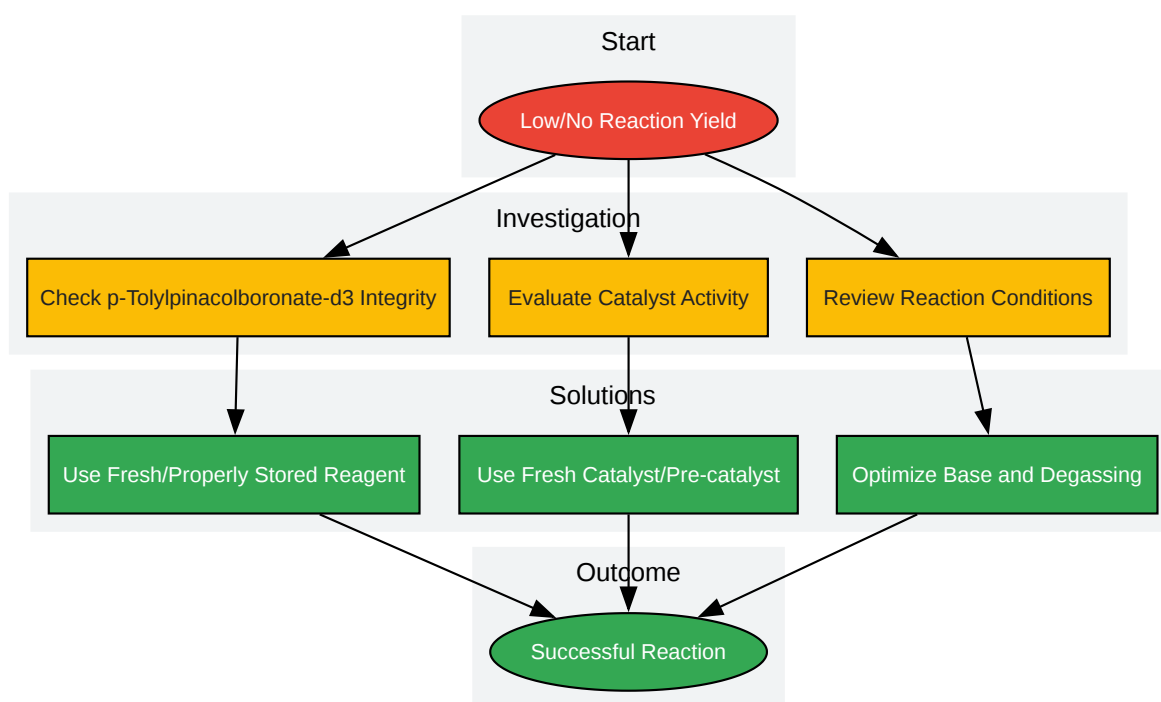 Start
Low/No Reaction Yield
Investigation
Check p-Tolylpinacolboronate-d3 Integrity
Evaluate Catalyst Activity
Review Reaction Conditions
Solutions
Use Fresh/Properly Stored Reagent
Use Fresh Catalyst/Pre-catalyst
Optimize Base and Degassing
Outcome
Successful Reaction